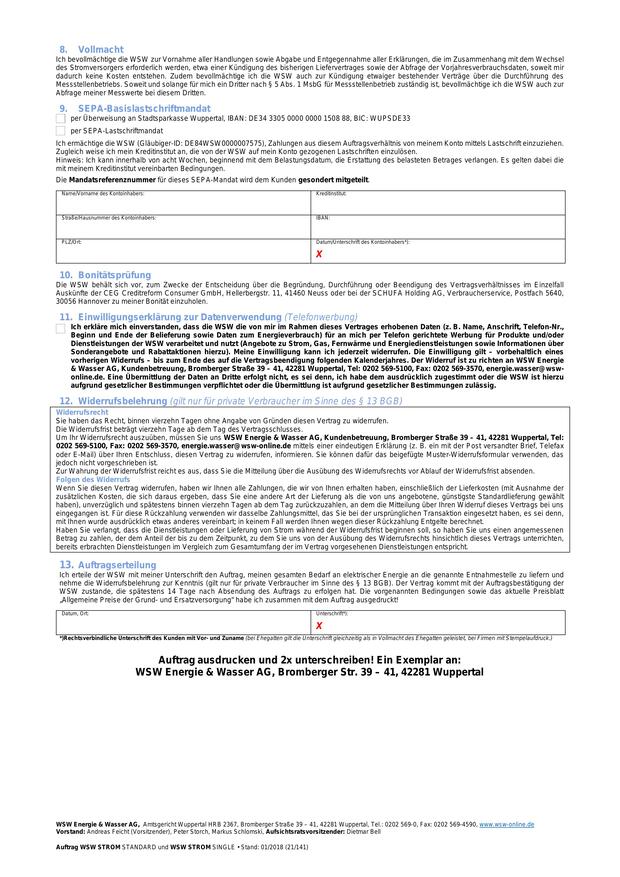 8. Vollmacht
Ich bevollmächtige die WSW zur Vornahme aller Handlungen sowie Abgabe und Entgegennahme aller Erklärungen, die im Zusammenhang mit dem Wechsel
des Stromversorgers erforderlich werden, etwa einer Kündigung des bisherigen Liefervertrages sowie der Abfrage der Vorjahresverbrauchsdaten, soweit mir
dadurch keine Kosten entstehen. Zudem bevollmächtige ich die WSW auch zur Kündigung etwaiger bestehender Verträge über die Durchführung des
Messstellenbetriebs. Soweit und solange für mich ein Dritter nach § 5 Abs. 1 MsbG für Messstellenbetrieb zuständig ist, bevollmächtige ich die WSW auch zur
Abfrage meiner Messwerte bei diesem Dritten.
9. SEPA-Basislastschriftmandat
per Überweisung an Stadtsparkasse Wuppertal, IBAN: DE34 3305 0000 0000 1508 88, BIC: WUPSDE33
per SEPA-Lastschriftmandat
Ich ermächtige die WSW (Gläubiger-ID: DE84WSW0000007575), Zahlungen aus diesem Auftragsverhältnis von meinem Konto mittels Lastschrift einzuziehen.
Zugleich weise ich mein Kreditinstitut an, die von der WSW auf mein Konto gezogenen Lastschriften einzulösen.
Hinweis: Ich kann innerhalb von acht Wochen, beginnend mit dem Belastungsdatum, die Erstattung des belasteten Betrages verlangen. Es gelten dabei die
mit meinem Kreditinstitut vereinbarten Bedingungen.
Die Mandatsreferenznummer für dieses SEPA-Mandat wird dem Kunden gesondert mitgeteilt.
Name/Vorname des Kontoinhabers: Kreditinstitut:
Straße/Hausnummer des Kontoinhabers: IBAN:
PLZ/Ort: Datum/Unterschrift des Kontoinhabers*):
X
10. Bonitätsprüfung
Die WSW behält sich vor, zum Zwecke der Entscheidung über die Begründung, Durchführung oder Beendigung des Vertragsverhältnisses im Einzelfall
Auskünfte der CEG Creditreform Consumer GmbH, Hellerbergstr. 11, 41460 Neuss oder bei der SCHUFA Holding AG, Verbraucherservice, Postfach 5640,
30056 Hannover zu meiner Bonität einzuholen.
11. Einwilligungserklärung zur Datenverwendung (Telefonwerbung)
Ich erkläre mich einverstanden, dass die WSW die von mir im Rahmen dieses Vertrages erhobenen Daten (z. B. Name, Anschrift, Telefon-Nr.,
Beginn und Ende der Belieferung sowie Daten zum Energieverbrauch) für an mich per Telefon gerichtete Werbung für Produkte und/oder
Dienstleistungen der WSW verarbeitet und nutzt (Angebote zu Strom, Gas, Fernwärme und Energiedienstleistungen sowie Informationen über
Sonderangebote und Rabattaktionen hierzu). Meine Einwilligung kann ich jederzeit widerrufen. Die Einwilligung gilt – vorbehaltlich eines
vorherigen Widerrufs – bis zum Ende des auf die Vertragsbeendigung folgenden Kalenderjahres. Der Widerruf ist zu richten an WSW Energie
& Wasser AG, Kundenbetreuung, Bromberger Straße 39 – 41, 42281 Wuppertal, Tel: 0202 569-5100, Fax: 0202 569-3570, energie.wasser@wsw-
online.de. Eine Übermittlung der Daten an Dritte erfolgt nicht, es sei denn, ich habe dem ausdrücklich zugestimmt oder die WSW ist hierzu
aufgrund gesetzlicher Bestimmungen verpflichtet oder die Übermittlung ist aufgrund gesetzlicher Bestimmungen zulässig.
12. Widerrufsbelehrung (gilt nur für private Verbraucher im Sinne des § 13 BGB)
Widerrufsrecht
Sie haben das Recht, binnen vierzehn Tagen ohne Angabe von Gründen diesen Vertrag zu widerrufen.
Die Widerrufsfrist beträgt vierzehn Tage ab dem Tag des Vertragsschlusses.
Um Ihr Widerrufsrecht auszuüben, müssen Sie uns WSW Energie & Wasser AG, Kundenbetreuung, Bromberger Straße 39 – 41, 42281 Wuppertal, Tel:
0202 569-5100, Fax: 0202 569-3570, energie.wasser@wsw-online.de mittels einer eindeutigen Erklärung (z. B. ein mit der Post versandter Brief, Telefax
oder E-Mail) über Ihren Entschluss, diesen Vertrag zu widerrufen, informieren. Sie können dafür das beigefügte Muster-Widerrufsformular verwenden, das
jedoch nicht vorgeschrieben ist.
Zur Wahrung der Widerrufsfrist reicht es aus, dass Sie die Mitteilung über die Ausübung des Widerrufsrechts vor Ablauf der Widerrufsfrist absenden.
Folgen des Widerrufs
Wenn Sie diesen Vertrag widerrufen, haben wir Ihnen alle Zahlungen, die wir von Ihnen erhalten haben, einschließlich der Lieferkosten (mit Ausnahme der
zusätzlichen Kosten, die sich daraus ergeben, dass Sie eine andere Art der Lieferung als die von uns angebotene, günstigste Standardlieferung gewählt
haben), unverzüglich und spätestens binnen vierzehn Tagen ab dem Tag zurückzuzahlen, an dem die Mitteilung über Ihren Widerruf dieses Vertrags bei uns
eingegangen ist. Für diese Rückzahlung verwenden wir dasselbe Zahlungsmittel, das Sie bei der ursprünglichen Transaktion eingesetzt haben, es sei denn,
mit Ihnen wurde ausdrücklich etwas anderes vereinbart; in keinem Fall werden Ihnen wegen dieser Rückzahlung Entgelte berechnet.
Haben Sie verlangt, dass die Dienstleistungen oder Lieferung von Strom während der Widerrufsfrist beginnen soll, so haben Sie uns einen angemessenen
Betrag zu zahlen, der dem Anteil der bis zu dem Zeitpunkt, zu dem Sie uns von der Ausübung des Widerrufsrechts hinsichtlich dieses Vertrags unterrichten,
bereits erbrachten Dienstleistungen im Vergleich zum Gesamtumfang der im Vertrag vorgesehenen Dienstleistungen entspricht.
13. Auftragserteilung
Ich erteile der WSW mit meiner Unterschrift den Auftrag, meinen gesamten Bedarf an elektrischer Energie an die genannte Entnahmestelle zu liefern und
nehme die Widerrufsbelehrung zur Kenntnis (gilt nur für private Verbraucher im Sinne des § 13 BGB). Der Vertrag kommt mit der Auftragsbestätigung der
WSW zustande, die spätestens 14 Tage nach Absendung des Auftrags zu erfolgen hat. Die vorgenannten Bedingungen sowie das aktuelle Preisblatt
„Allgemeine Preise der Grund- und Ersatzversorgung" habe ich zusammen mit dem Auftrag ausgedruckt!
Datum, Ort: Unterschrift*):
X
*)Rechtsverbindliche Unterschrift des Kunden mit Vor- und Zuname (bei Ehegatten gilt die Unterschrift gleichzeitig als in Vollmacht des Ehegatten geleistet, bei Firmen mit Stempelaufdruck.)
Auftrag ausdrucken und 2x unterschreiben! Ein Exemplar an:
WSW Energie & Wasser AG, Bromberger Str. 39 – 41, 42281 Wuppertal
WSW Energie & Wasser AG, Amtsgericht Wuppertal HRB 2367, Bromberger Straße 39 – 41, 42281 Wuppertal, Tel.: 0202 569-0, Fax: 0202 569-4590, www.wsw-online.de
Vorstand: Andreas Feicht (Vorsitzender), Peter Storch, Markus Schlomski, Aufsichtsratsvorsitzender: Dietmar Bell
Auftrag WSW STROM STANDARD und WSW STROM SINGLE • Stand: 01/2018 (21/141)